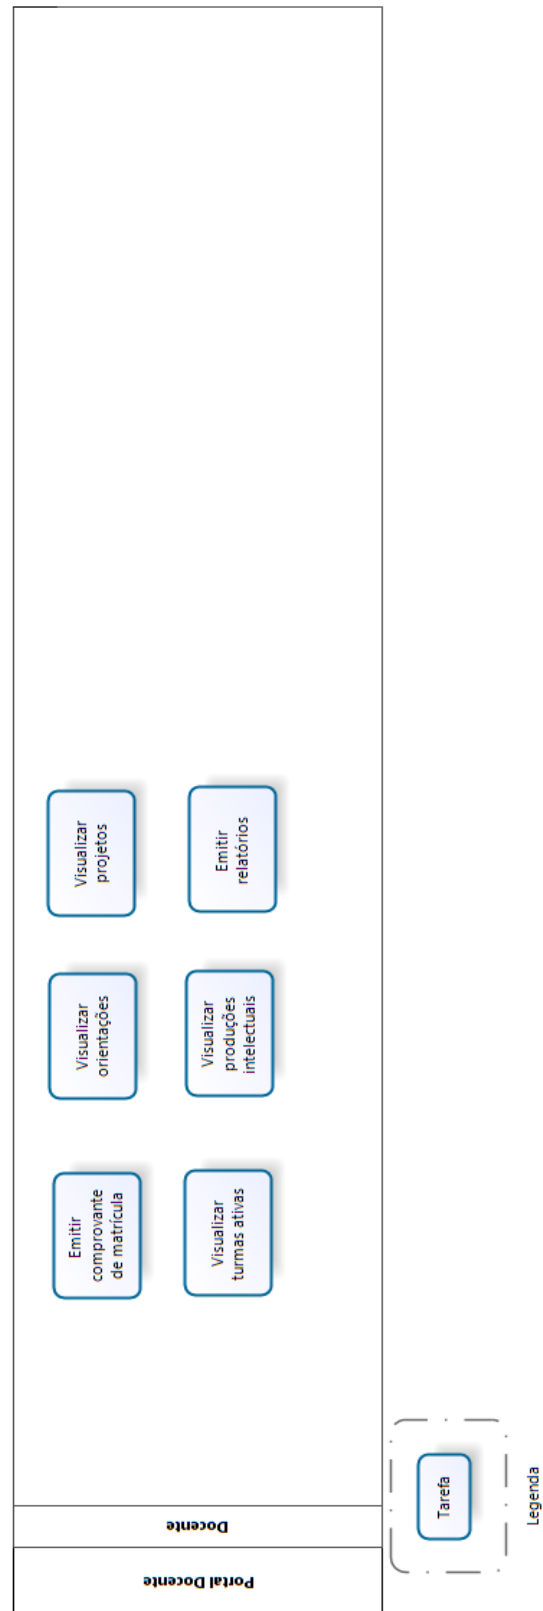 Portal Docente
Docente
Emitir
comprovante
de matrícula
Visualizar
orientações
Visualizar
projetos
Visualizar
turmas ativas
Visualizar
produções
intelectuais
Emitir
relatórios
Tarefa
Legenda